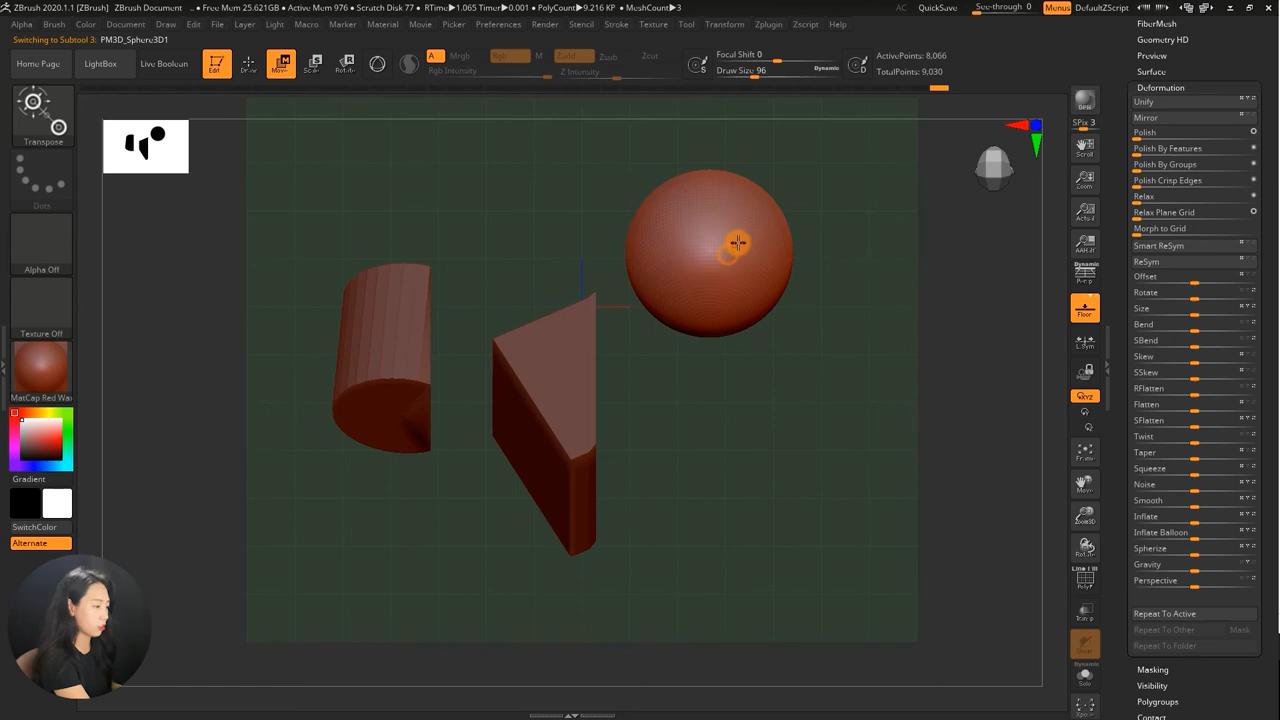 ZBrush 2020.1.1 [ZBrush] ZBrush Document .. • Free Mem 25.621GB • Active Mem 976 • Scratch Disk 77 • RTime▶1.065 Timer▶0.001 • PolyCount▶9.216 KP • MeshCount▶3
AC QuickSave See-through 0 Menus DefaultZScript
Alpha Brush Color Document Draw Edit File Layer Light Macro Marker Material Movie Picker Preferences Render Stencil Stroke Texture Tool Transform Zplugin Zscript Help
Switching to Subtool 3: PM3D_Sphere3D1
Home Page LightBox Live Boolean
Edit Draw Move Scale Rotate
A Mrgb Rgb M Zadd Zsub Zcut
Rgb Intensity Z Intensity
Focal Shift 0
Draw Size 96 Dynamic
S D
ActivePoints: 8,066
TotalPoints: 9,030
Transpose
Dots
Alpha Off
Texture Off
MatCap Red Wax
Gradient
SwitchColor
Alternate
SPix 3
Scroll
Zoom
Actual
AAHalf
Dynamic
Persp
Floor
L.Sym
XYZ
Frame
Move
Zoom3D
Rotate
Line Fill
PolyF
Transp
Dynamic
Solo
Xpose
FiberMesh
Geometry HD
Preview
Surface
Deformation
Unify
Mirror
Polish
Polish By Features
Polish By Groups
Polish Crisp Edges
Relax
Relax Plane Grid
Morph to Grid
Smart ReSym
ReSym
Offset
Rotate
Size
Bend
SBend
Skew
SSkew
RFlatten
Flatten
SFlatten
Twist
Taper
Squeeze
Noise
Smooth
Inflate
Inflate Balloon
Spherize
Gravity
Perspective
Repeat To Active
Repeat To Other Mask
Repeat To Folder
Masking
Visibility
Polygroups
Contact